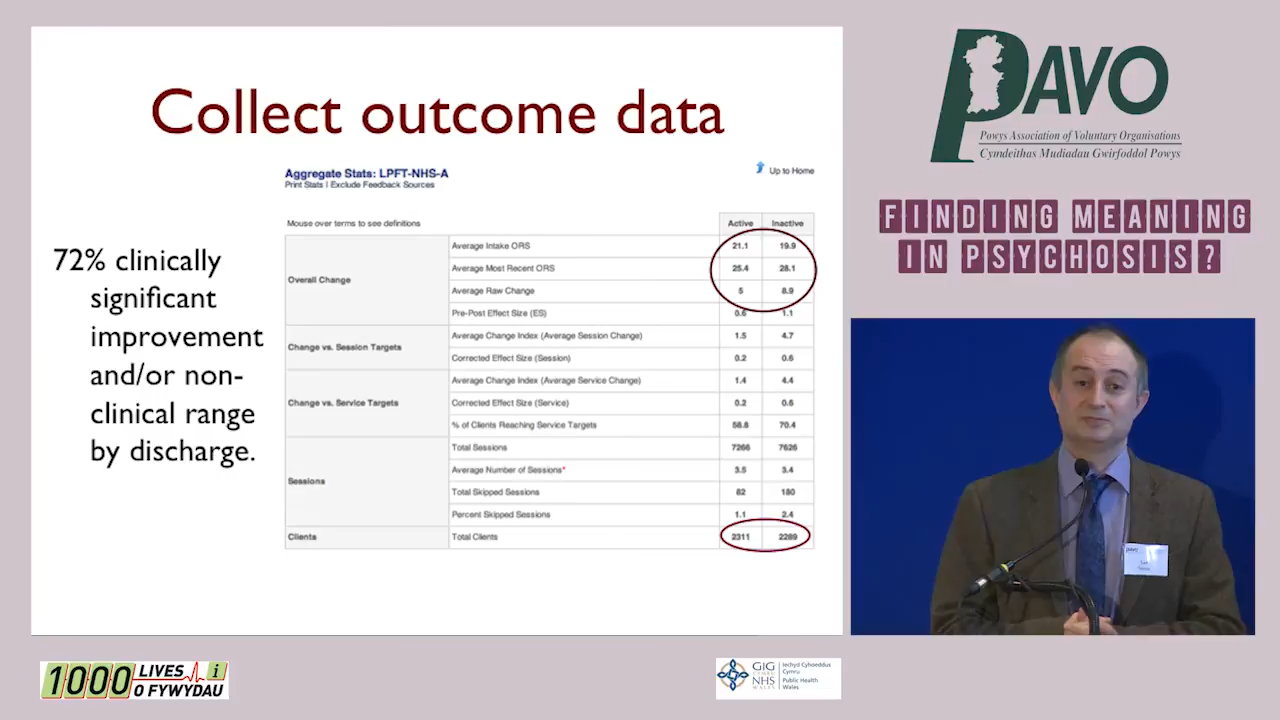 Collect outcome data
72% clinically
significant
improvement
and/or non-
clinical range
by discharge.
Aggregate Stats: LPFT-NHS-A
Print Stats | Exclude Feedback Sources
Up to Home
Mouse over terms to see definitions
Active Inactive
Overall Change
Average Intake ORS 21.1 19.9
Average Most Recent ORS 25.4 28.1
Average Raw Change 5 8.9
Pre-Post Effect Size (ES) 0.6 1.1
Change vs. Session Targets
Average Change Index (Average Session Change) 1.5 4.7
Corrected Effect Size (Session) 0.2 0.6
Change vs. Service Targets
Average Change Index (Average Service Change) 1.4 4.4
Corrected Effect Size (Service) 0.2 0.6
% of Clients Reaching Service Targets 58.8 70.4
Sessions
Total Sessions 7266 7626
Average Number of Sessions* 3.5 3.4
Total Skipped Sessions 82 180
Percent Skipped Sessions 1.1 2.4
Clients
Total Clients 2311 2289
PAVO
Powys Association of Voluntary Organisations
Cymdeithas Mudiadau Gwirfoddol Powys
FINDING MEANING
IN PSYCHOSIS?
pavo
1000 LIVES i
O FYWYDAU
GIG
CYMRU
NHS
WALES
Iechyd Cyhoeddus
Cymru
Public Health
Wales